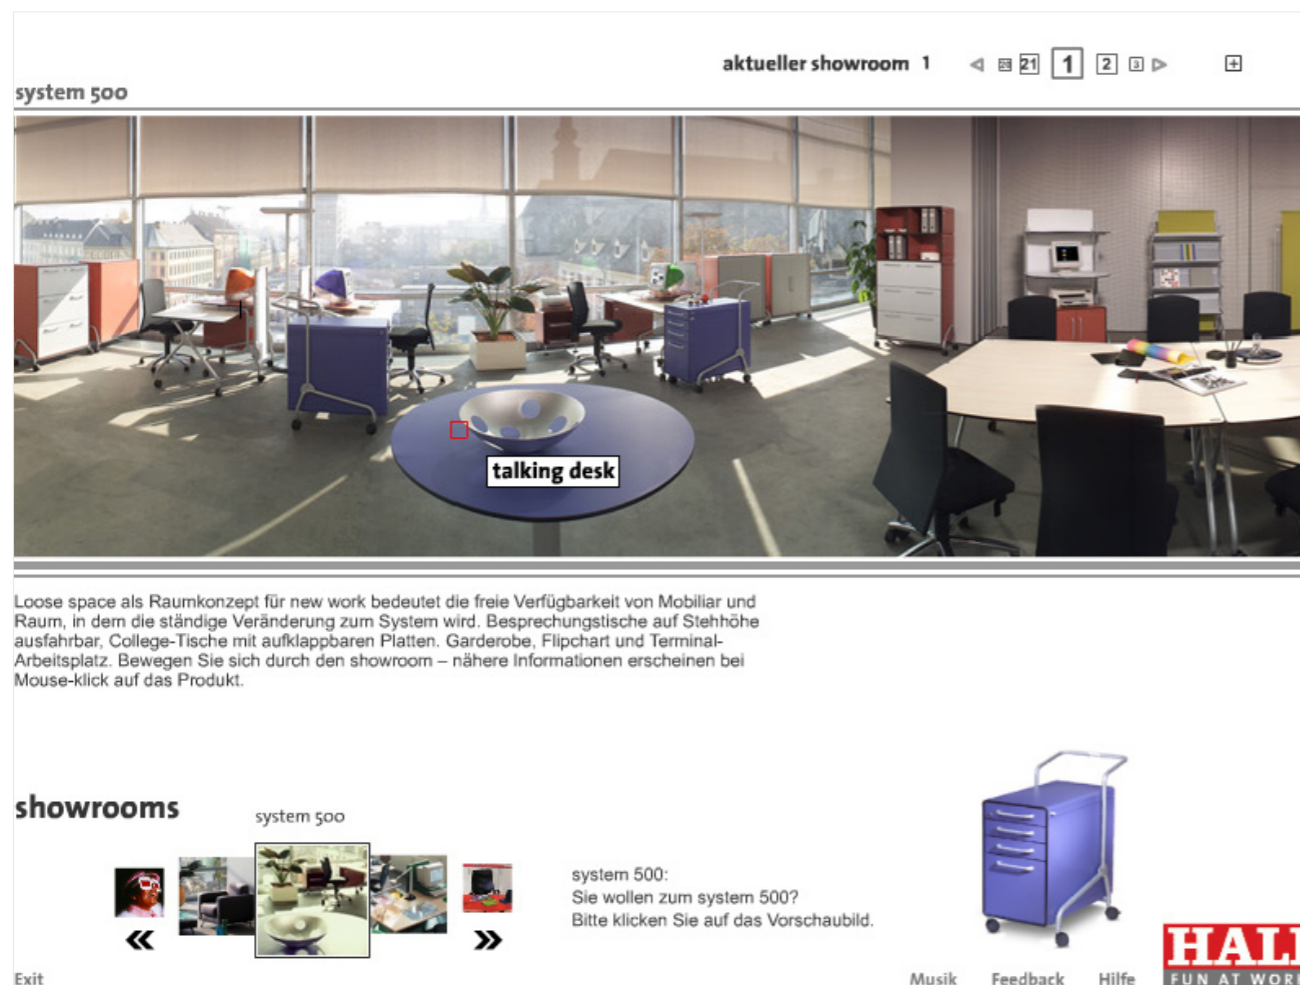 aktueller showroom 1
20 21 1 2 3
system 500
talking desk
Loose space als Raumkonzept für new work bedeutet die freie Verfügbarkeit von Mobiliar und
Raum, in dem die ständige Veränderung zum System wird. Besprechungstische auf Stehhöhe
ausfahrbar, College-Tische mit aufklappbaren Platten. Garderobe, Flipchart und Terminal-
Arbeitsplatz. Bewegen Sie sich durch den showroom – nähere Informationen erscheinen bei
Mouse-klick auf das Produkt.
showrooms
system 500
system 500:
Sie wollen zum system 500?
Bitte klicken Sie auf das Vorschaubild.
Exit
Musik Feedback Hilfe
FUN AT WOR